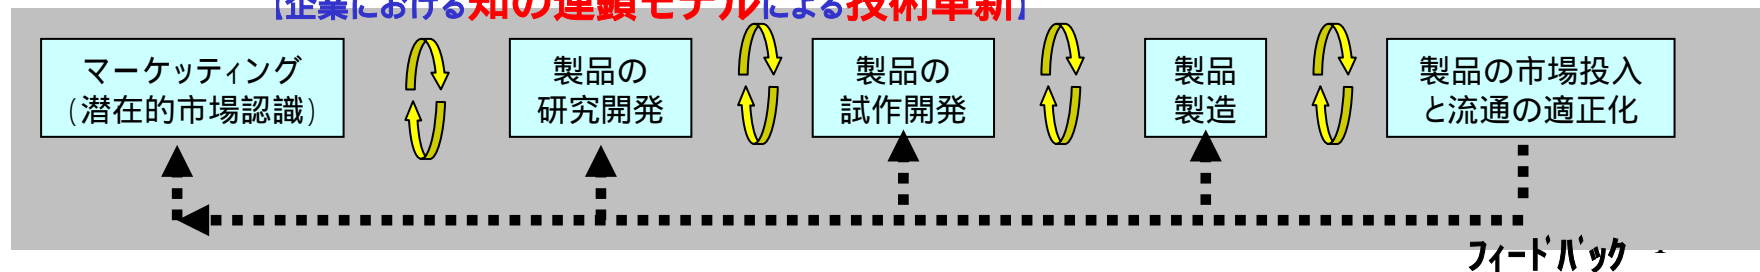 【企業における知の連鎖モデルによる技術革新】
マーケッティング
(潜在的市場認識)
製品の
研究開発
製品の
試作開発
製品
製造
製品の市場投入
と流通の適正化
フィードバック